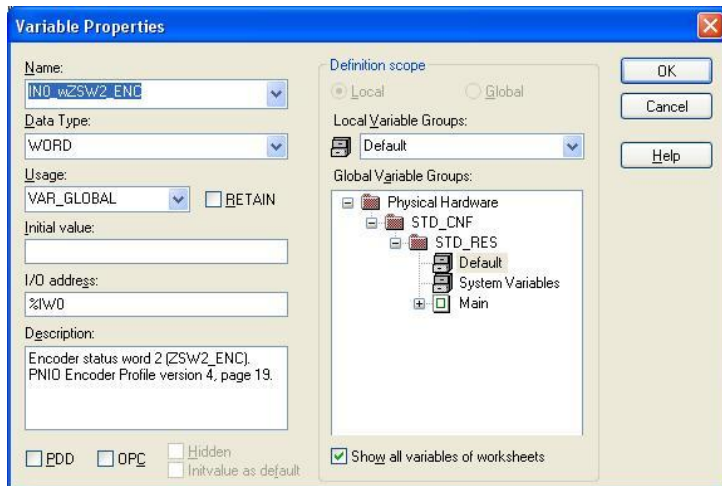 Variable Properties
Name:
IN0_wZSW2_ENC
Data Type:
WORD
Usage:
VAR_GLOBAL
RETAIN
Initial value:
I/O address:
%IW0
Description:
Encoder status word 2 (ZSW2_ENC).
PNIO Encoder Profile version 4, page 19.
PDD
OPC
Hidden
Initvalue as default
Definition scope
Local
Global
Local Variable Groups:
Default
Global Variable Groups:
Physical Hardware
STD_CNF
STD_RES
Default
System Variables
Main
Show all variables of worksheets
OK
Cancel
Help